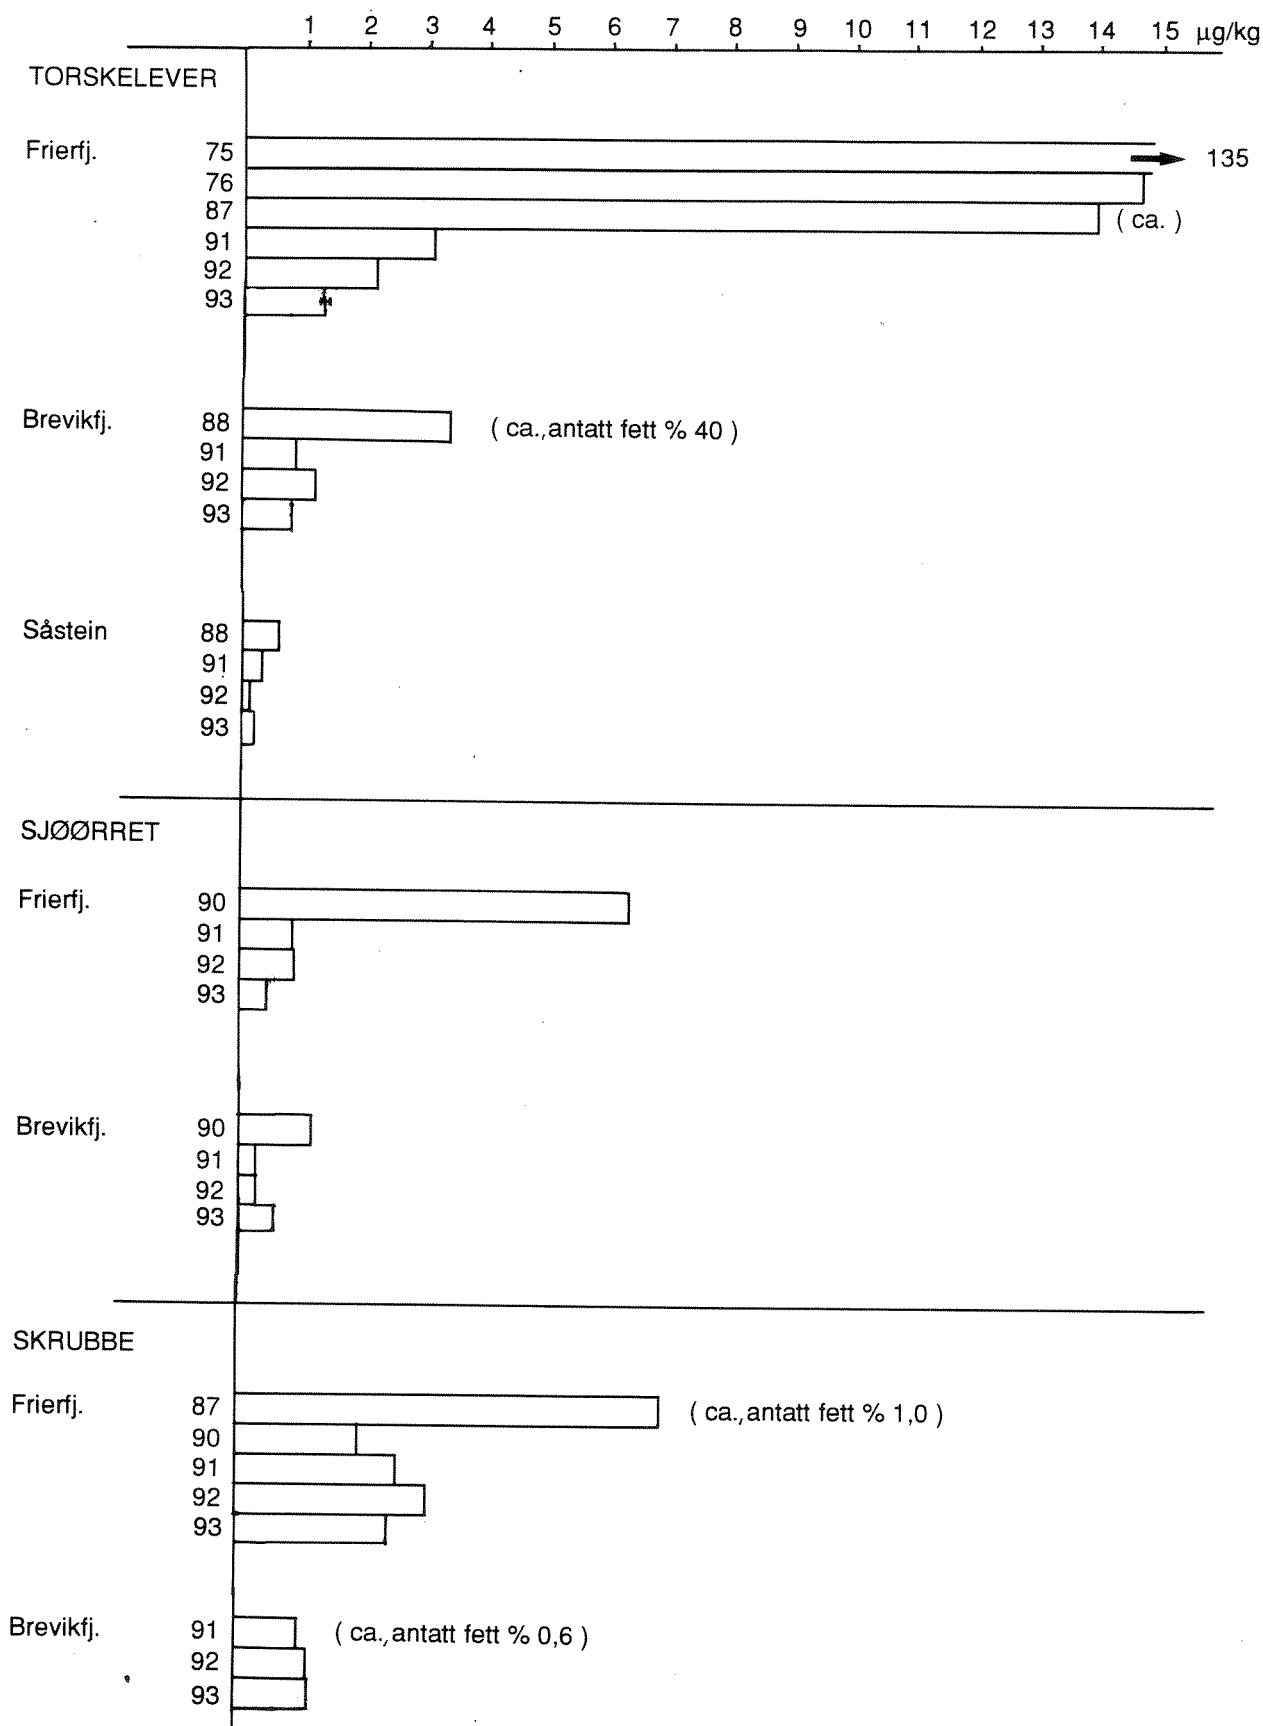 1 2 3 4 5 6 7 8 9 10 11 12 13 14 15 µg/kg
TORSKELEVER
Frierfj. 75 135
76
87 ( ca. )
91
92
93
Brevikfj. 88 ( ca., antatt fett % 40 )
91
92
93
Såstein 88
91
92
93
SJØØRRET
Frierfj. 90
91
92
93
Brevikfj. 90
91
92
93
SKRUBBE
Frierfj. 87 ( ca., antatt fett % 1,0 )
90
91
92
93
Brevikfj. 91 ( ca., antatt fett % 0,6 )
92
93